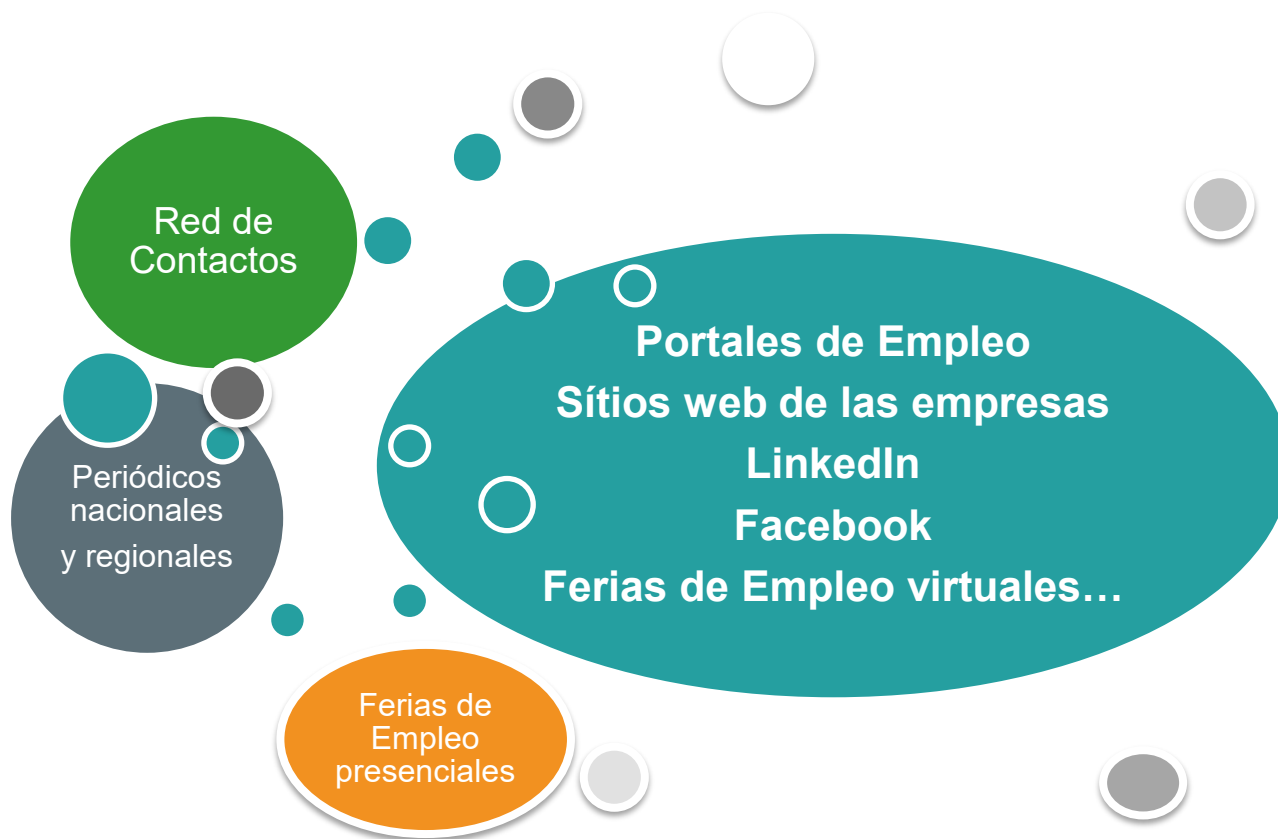 Red de
Contactos
Portales de Empleo
Sítios web de las empresas
LinkedIn
Facebook
Ferias de Empleo virtuales…
Periódicos
nacionales
y regionales
Ferias de
Empleo
presenciales